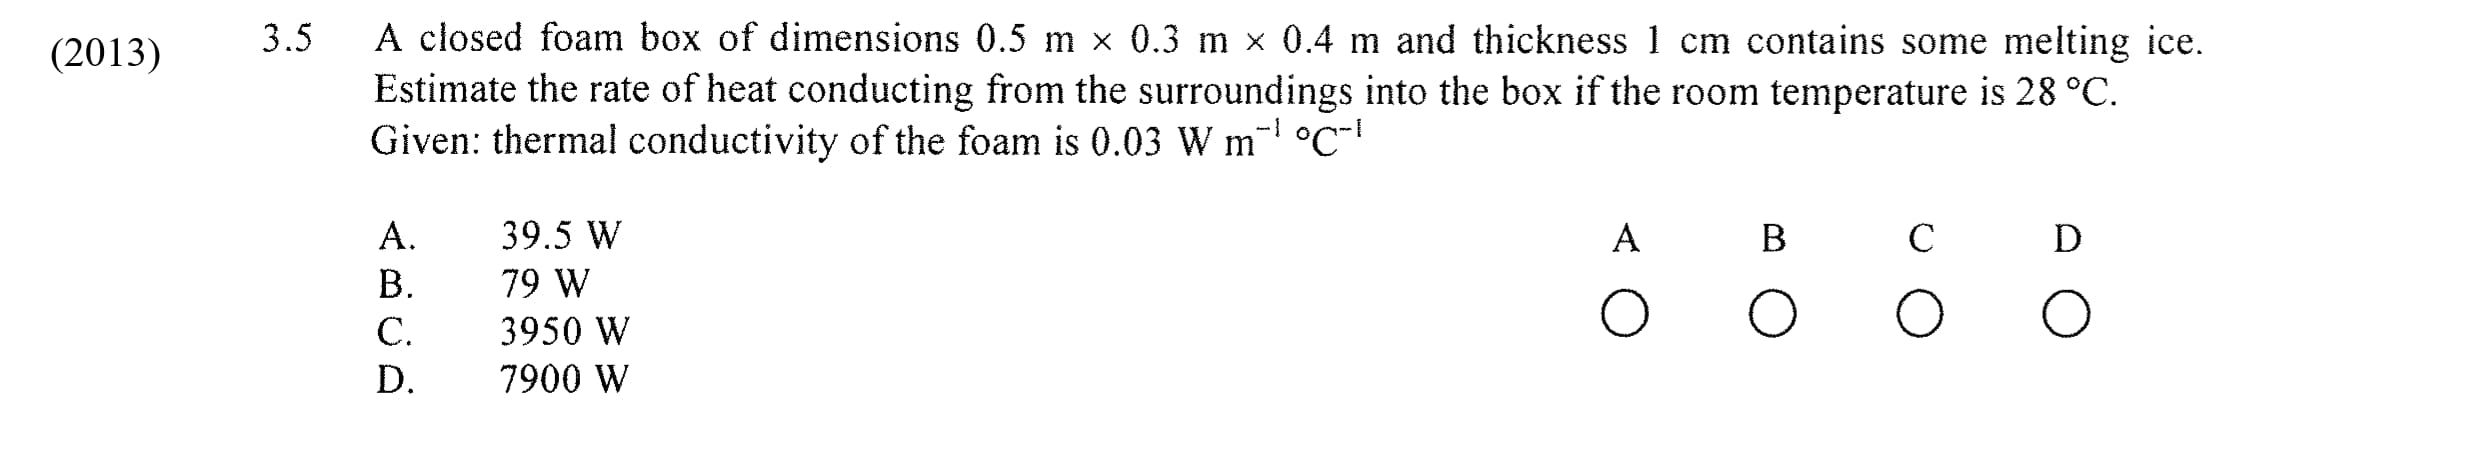 (2013) 3.5 A closed foam box of dimensions 0.5 m × 0.3 m × 0.4 m and thickness 1 cm contains some melting ice.
Estimate the rate of heat conducting from the surroundings into the box if the room temperature is 28 °C.
Given: thermal conductivity of the foam is 0.03 W m⁻¹ °C⁻¹
A. 39.5 W A B C D
B. 79 W
C. 3950 W
D. 7900 W